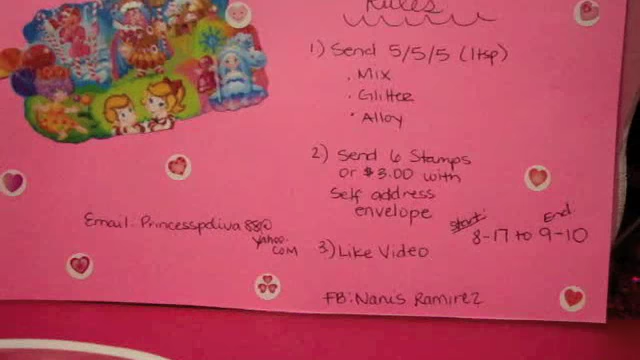 Rules
1) Send 5/5/5 (1tsp)
. Mix
. Glitter
. Alloy
2) Send 6 Stamps
or $3.00 with
Self address
envelope
Start: End
8-17 to 9-10
3) Like Video
Email: Princesspdiva88@
yahoo.
com
FB: Nanis Ramirez